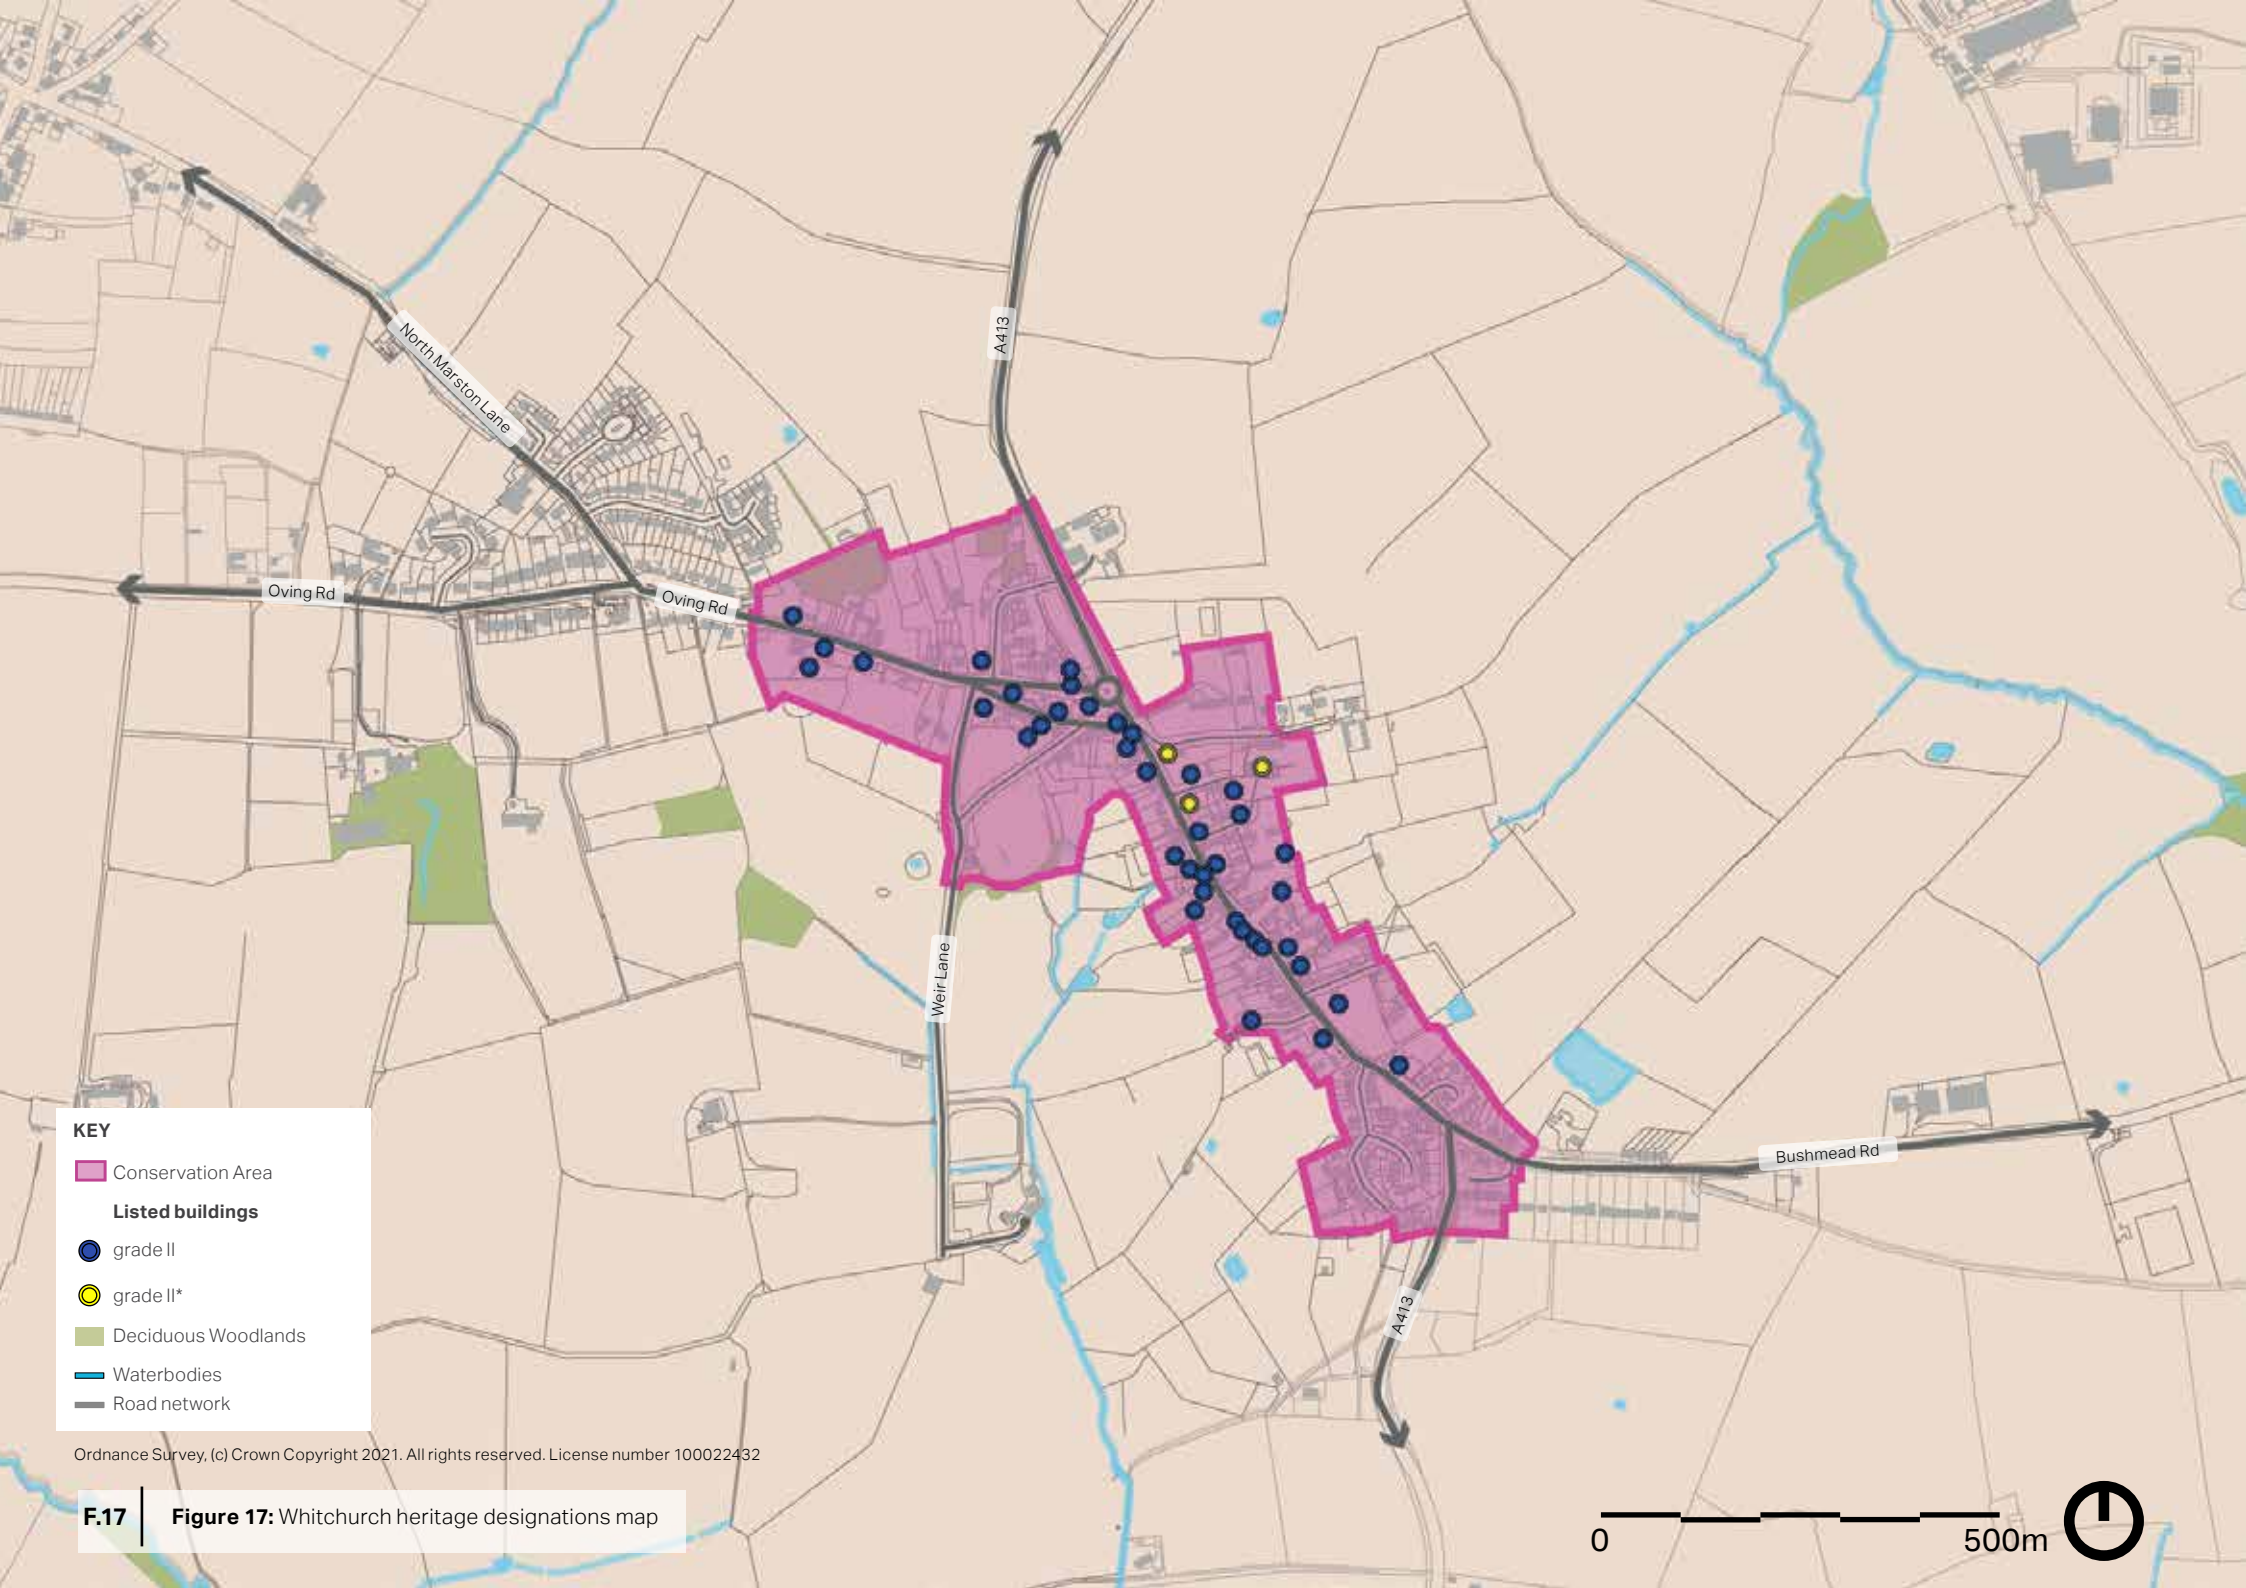 A413
North Marston Lane
Oving Rd
Oving Rd
Weir Lane
Bushmead Rd
A413
KEY
Conservation Area
Listed buildings
grade II
grade II*
Deciduous Woodlands
Waterbodies
Road network
Ordnance Survey, (c) Crown Copyright 2021. All rights reserved. License number 100022432
F.17 Figure 17: Whitchurch heritage designations map
0 500m